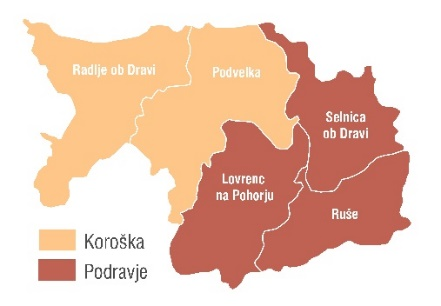 Radlje ob Dravi
Podvelka
Selnica
ob Dravi
Lovrenc
na Pohorju
Ruše
Koroška
Podravje